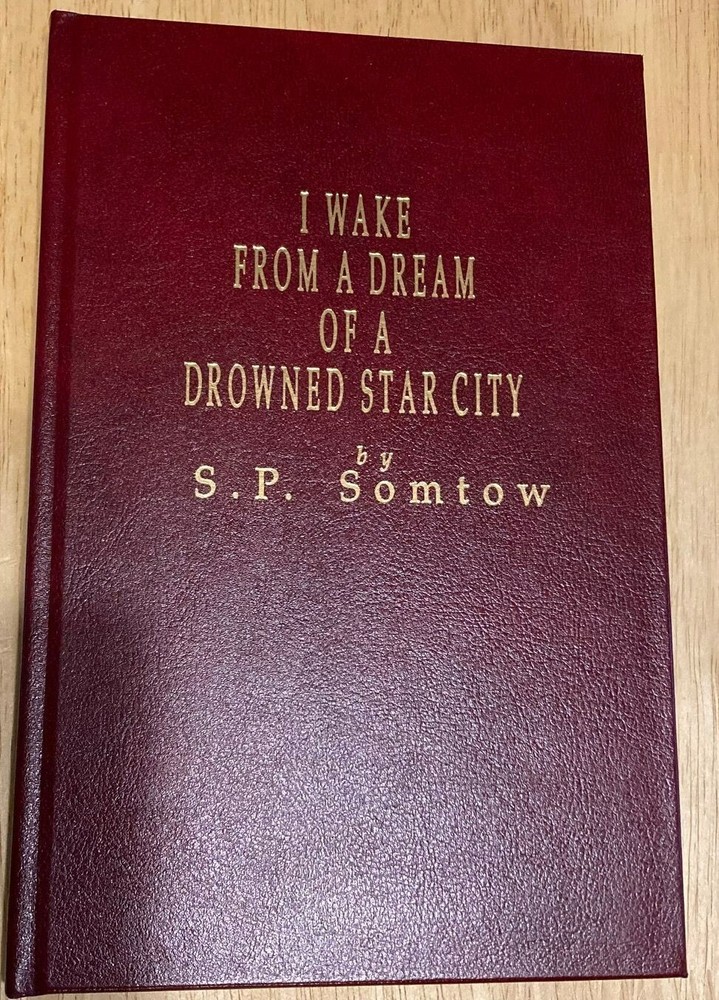 I WAKE
FROM A DREAM
OF A
DROWNED STAR CITY
by
S.P. Somtow